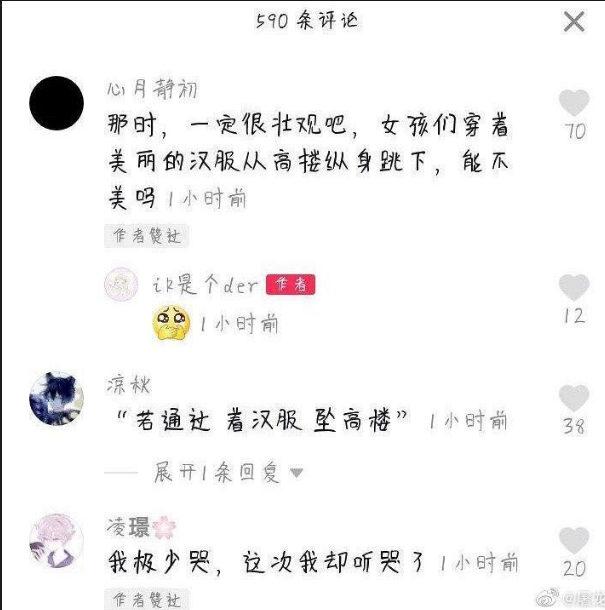 590 条评论
心月静初
那时，一定很壮观吧，女孩们穿着
美丽的汉服从高楼纵身跳下，能不
美吗 1小时前
70
作者赞过
ik是个der 作者
1小时前
12
凉秋
“若通过 着汉服 坠高楼” 1小时前
38
展开1条回复
凌璟
我极少哭，这次我却听哭了 1小时前
20
作者赞过